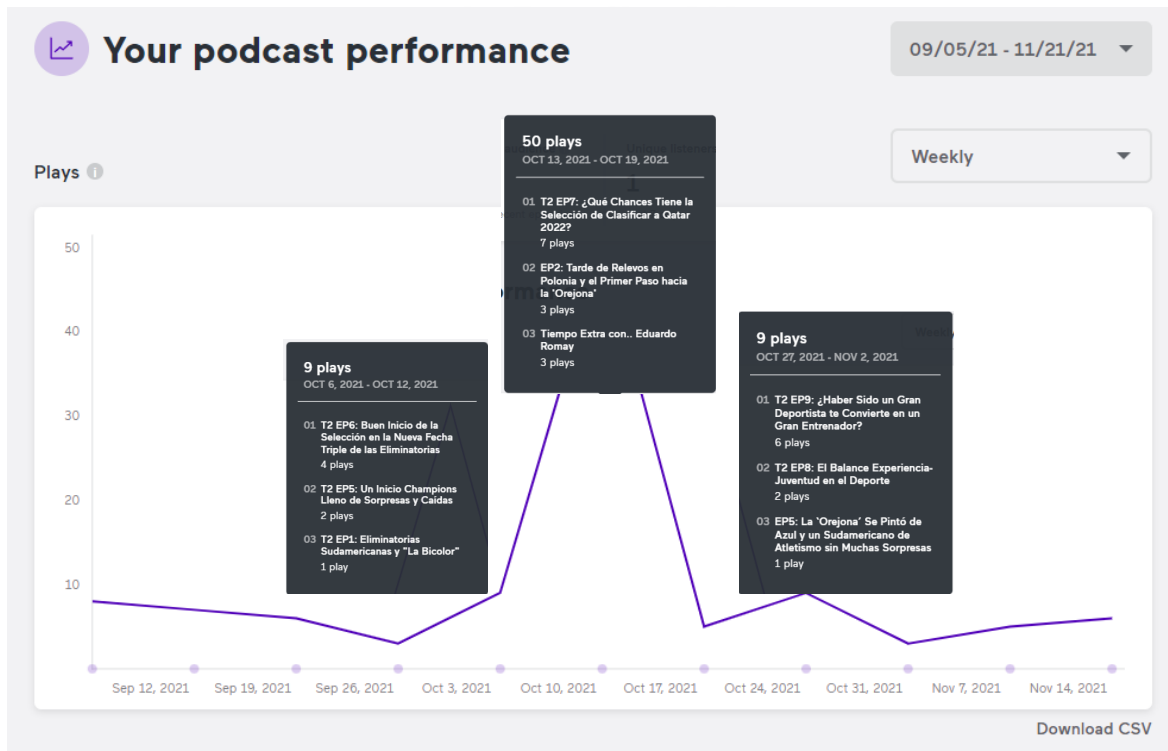 Your podcast performance
09/05/21 - 11/21/21
Plays
Weekly
50
40
30
20
10
9 plays
OCT 6, 2021 - OCT 12, 2021
01 T2 EP6: Buen Inicio de la
Selección en la Nueva Fecha
Triple de las Eliminatorias
4 plays
02 T2 EP5: Un Inicio Champions
Lleno de Sorpresas y Caídas
2 plays
03 T2 EP1: Eliminatorias
Sudamericanas y "La Bicolor"
1 play
50 plays
Unique listeners
OCT 13, 2021 - OCT 19, 2021
1
01 T2 EP7: ¿Qué Chances Tiene la
Selección de Clasificar a Qatar
2022?
7 plays
02 EP2: Tarde de Relevos en
Polonia y el Primer Paso hacia
la 'Orejona'
3 plays
03 Tiempo Extra con.. Eduardo
Romay
3 plays
Weekly
9 plays
OCT 27, 2021 - NOV 2, 2021
01 T2 EP9: ¿Haber Sido un Gran
Deportista te Convierte en un
Gran Entrenador?
6 plays
02 T2 EP8: El Balance Experiencia-
Juventud en el Deporte
2 plays
03 EP5: La 'Orejona' Se Pintó de
Azul y un Sudamericano de
Atletismo sin Muchas Sorpresas
1 play
Sep 12, 2021 Sep 19, 2021 Sep 26, 2021 Oct 3, 2021 Oct 10, 2021 Oct 17, 2021 Oct 24, 2021 Oct 31, 2021 Nov 7, 2021 Nov 14, 2021
Download CSV